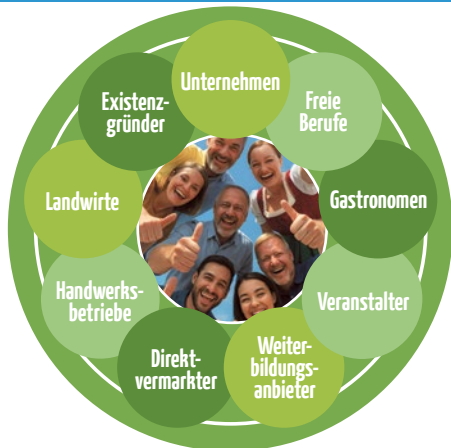 Unternehmen
Freie
Berufe
Gastronomen
Veranstalter
Weiter-
bildungs-
anbieter
Direkt-
vermarkter
Handwerks-
betriebe
Landwirte
Existenz-
gründer